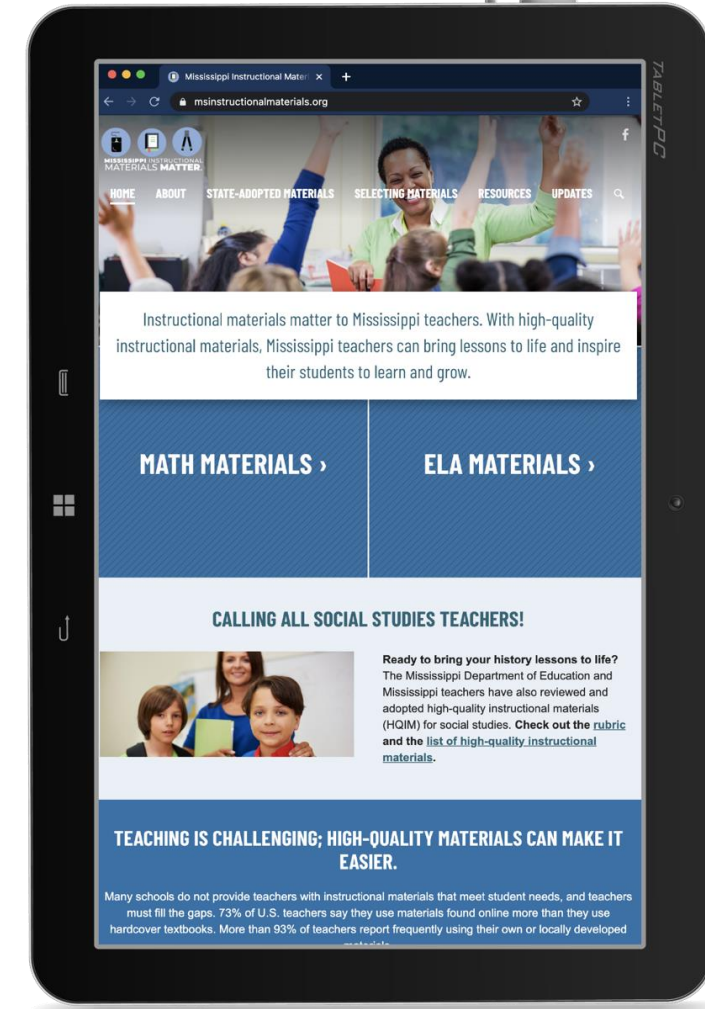 TABLETPC
Mississippi Instructional Materi
msinstructionalmaterials.org
MISSISSIPPI INSTRUCTIONAL
MATERIALS MATTER.
HOME ABOUT STATE-ADOPTED MATERIALS SELECTING MATERIALS RESOURCES UPDATES
Instructional materials matter to Mississippi teachers. With high-quality
instructional materials, Mississippi teachers can bring lessons to life and inspire
their students to learn and grow.
MATH MATERIALS ›
ELA MATERIALS ›
CALLING ALL SOCIAL STUDIES TEACHERS!
Ready to bring your history lessons to life?
The Mississippi Department of Education and
Mississippi teachers have also reviewed and
adopted high-quality instructional materials
(HQIM) for social studies. Check out the rubric
and the list of high-quality instructional
materials.
TEACHING IS CHALLENGING; HIGH-QUALITY MATERIALS CAN MAKE IT
EASIER.
Many schools do not provide teachers with instructional materials that meet student needs, and teachers
must fill the gaps. 73% of U.S. teachers say they use materials found online more than they use
hardcover textbooks. More than 93% of teachers report frequently using their own or locally developed